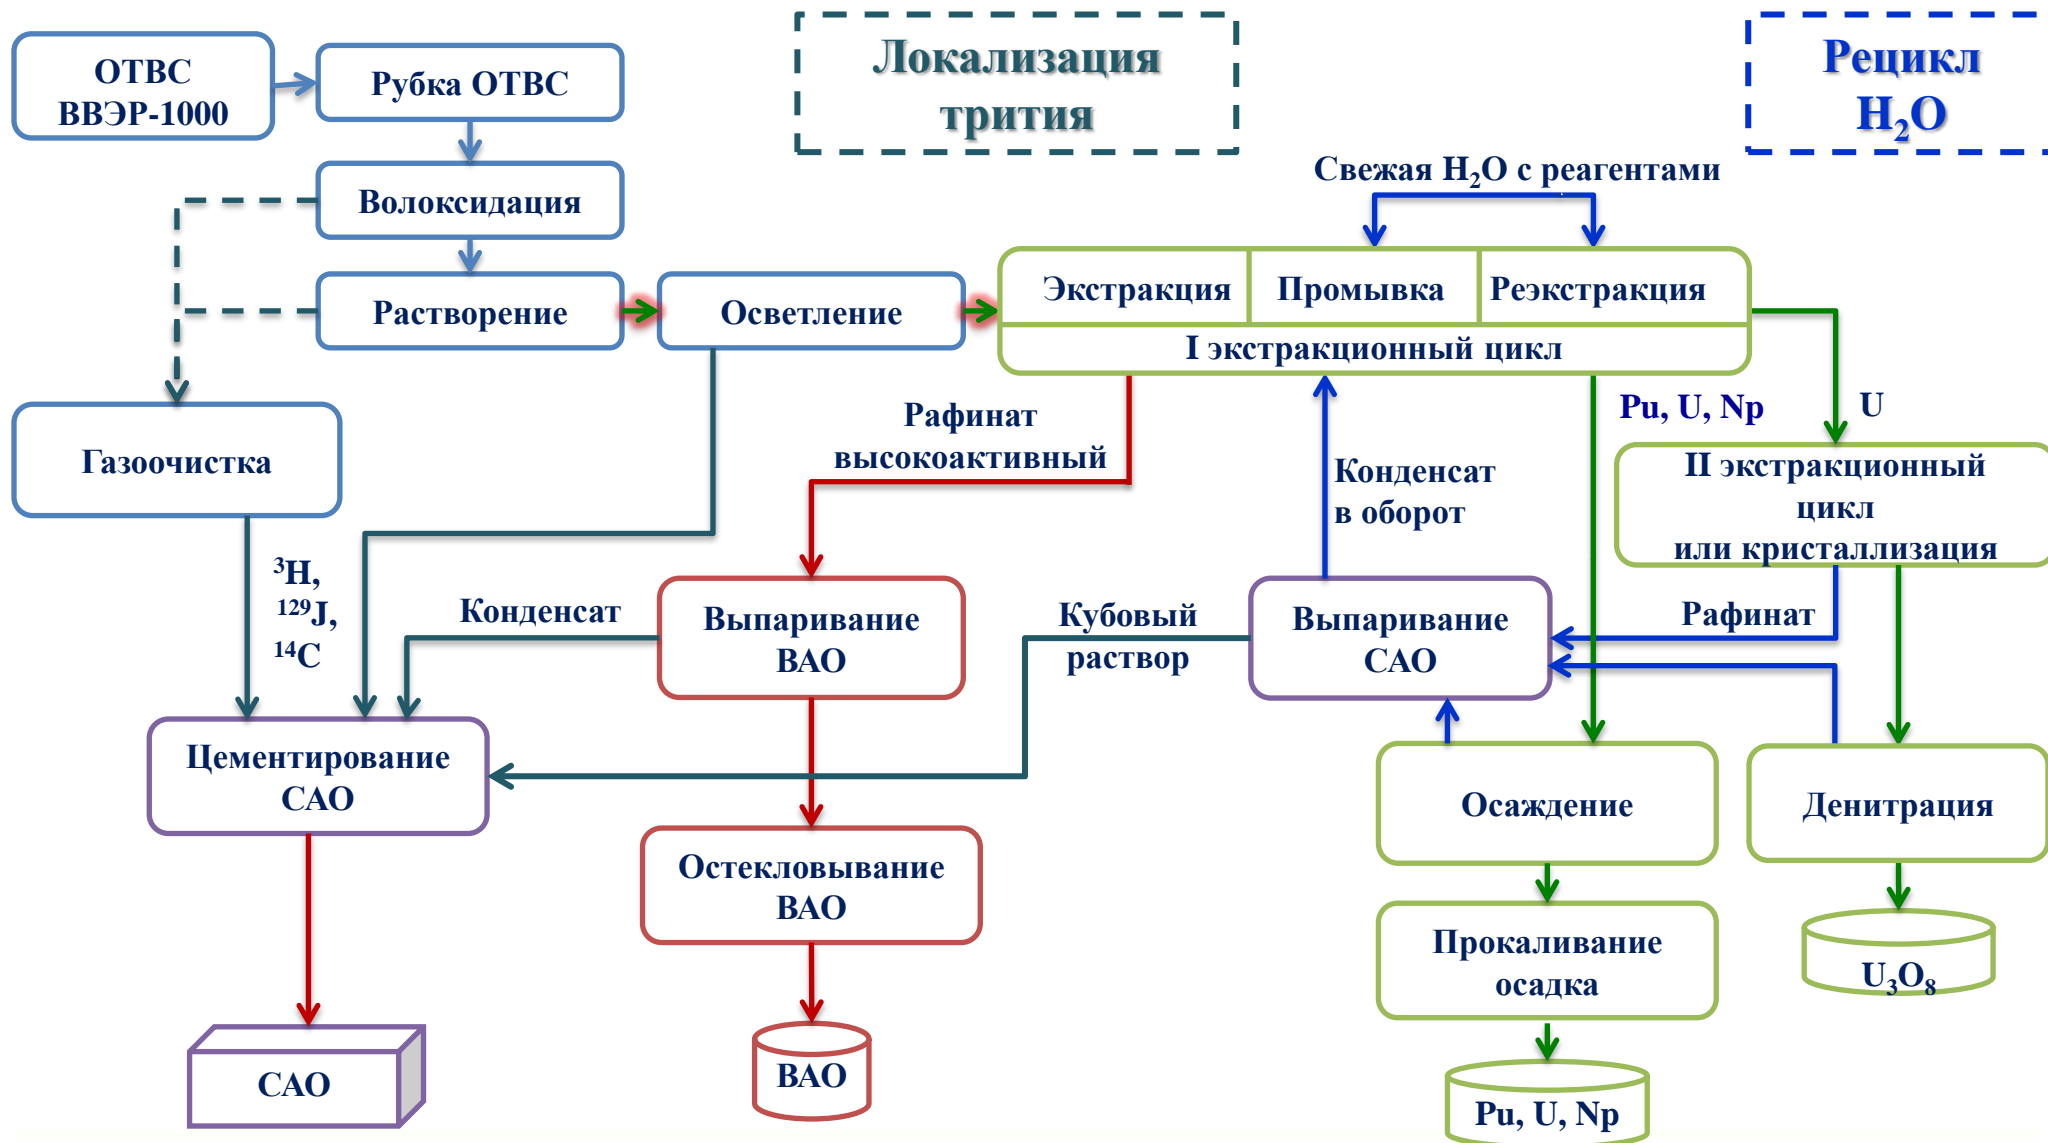 ОТВС
ВВЭР-1000
Рубка ОТВС
Локализация
трития
Рецикл
H₂O
Волоксидация
Свежая H₂O с реагентами
Растворение
Осветление
Экстракция
Промывка
Реэкстракция
I экстракционный цикл
Газоочистка
Рафинат
высокоактивный
Конденсат
в оборот
Pu, U, Np
U
II экстракционный
цикл
или кристаллизация
³H,
¹²⁹J,
¹⁴C
Конденсат
Выпаривание
ВАО
Кубовый
раствор
Выпаривание
САО
Рафинат
Цементирование
САО
Осаждение
Денитрация
Остекловывание
ВАО
Прокаливание
осадка
U₃O₈
САО
ВАО
Pu, U, Np